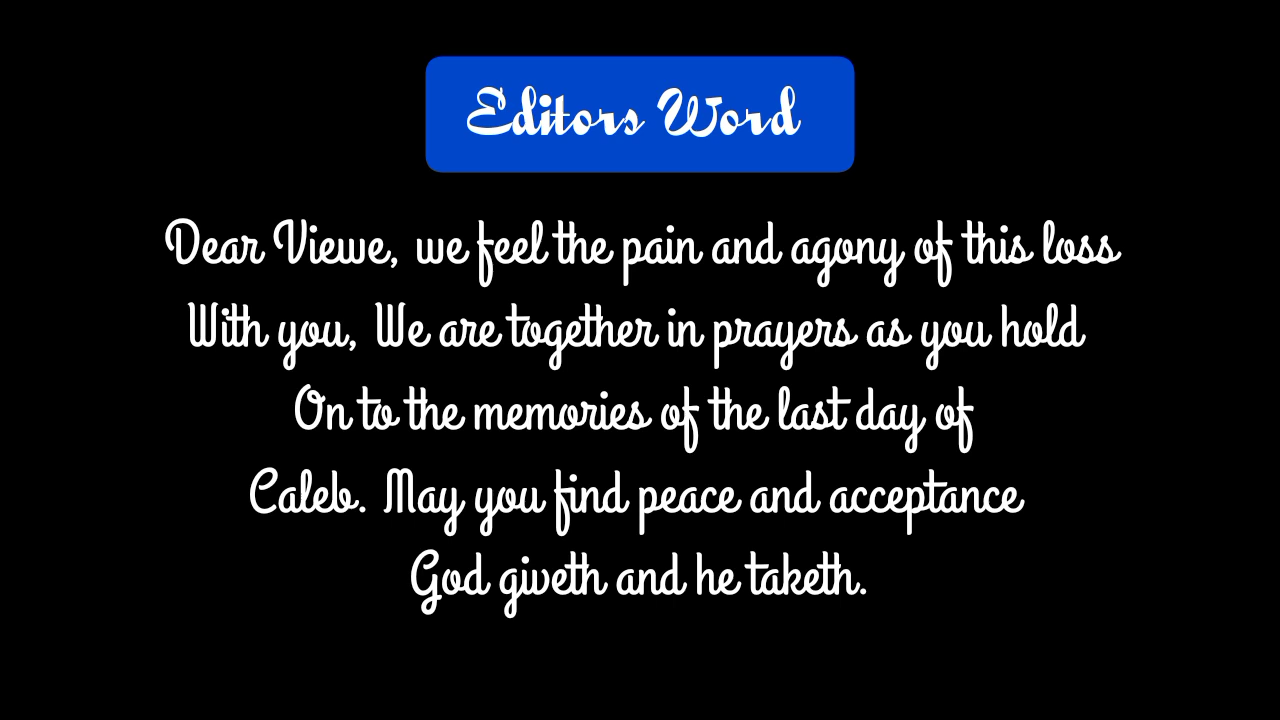 Editors Word
Dear Viewe, we feel the pain and agony of this loss
With you, We are together in prayers as you hold
On to the memories of the last day of
Caleb. May you find peace and acceptance
God giveth and he taketh.